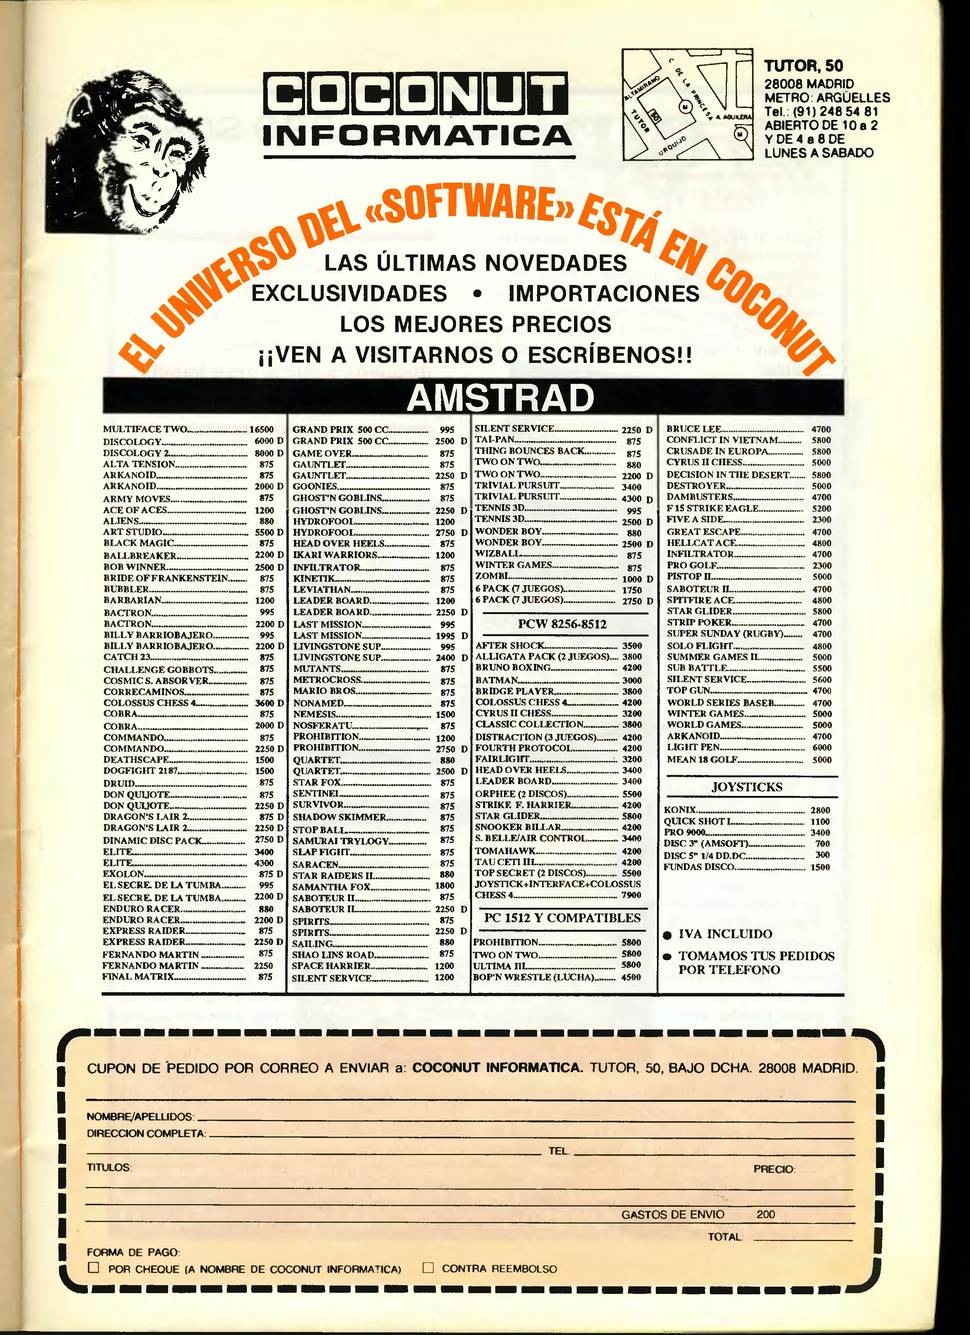 COCONUT
INFORMATICA
C. DE LA PRINCESA
ALTAMIRANO
TUTOR
50
M
A AGUILERA
M
URQUIJO
TUTOR, 50
28008 MADRID
METRO: ARGÜELLES
Tel.: (91) 248 54 81
ABIERTO DE 10 a 2
Y DE 4 a 8 DE
LUNES A SABADO
EL UNIVERSO DEL «SOFTWARE» ESTÁ EN COCONUT
LAS ÚLTIMAS NOVEDADES
EXCLUSIVIDADES • IMPORTACIONES
LOS MEJORES PRECIOS
¡¡VEN A VISITARNOS O ESCRÍBENOS!!
AMSTRAD
MULTIFACE TWO 16500
DISCOLOGY 6000 D
DISCOLOGY 2 8000 D
ALTA TENSION 875
ARKANOID 875
ARKANOID 2000 D
ARMY MOVES 875
ACE OF ACES 1200
ALIENS 880
ART STUDIO 5500 D
BLACK MAGIC 875
BALLBREAKER 2200 D
BOB WINNER 2500 D
BRIDE OF FRANKENSTEIN 875
BUBBLER 875
BARBARIAN 1200
BACTRON 995
BACTRON 2200 D
BILLY BARRIOBAJERO 995
BILLY BARRIOBAJERO 2200 D
CATCH 23 875
CHALLENGE GOBBOTS 875
COSMIC S. ABSORVER 875
CORRECAMINOS 875
COLOSSUS CHESS 4 3600 D
COBRA 875
COBRA 2000 D
COMMANDO 875
COMMANDO 2250 D
DEATHSCAPE 1500
DOGFIGHT 2187 1500
DRUID 875
DON QUIJOTE 875
DON QUIJOTE 2250 D
DRAGON'S LAIR 2 875 D
DRAGON'S LAIR 2 2250 D
DINAMIC DISC PACK 2750 D
ELITE 3400
ELITE 4300
EXOLON 875 D
EL SECRE. DE LA TUMBA 995
EL SECRE. DE LA TUMBA 2200 D
ENDURO RACER 880
ENDURO RACER 2200 D
EXPRESS RAIDER 875
EXPRESS RAIDER 2250 D
FERNANDO MARTIN 875
FERNANDO MARTIN 2250
FINAL MATRIX 875
GRAND PRIX 500 CC 995
GRAND PRIX 500 CC 2500 D
GAME OVER 875
GAUNTLET 875
GAUNTLET 2250 D
GOONIES 875
GHOST'N GOBLINS 875
GHOST'N GOBLINS 2250 D
HYDROFOOL 1200
HYDROFOOL 2750 D
HEAD OVER HEELS 875
IKARI WARRIORS 1200
INFILTRATOR 875
KINETIK 875
LEVIATHAN 875
LEADER BOARD 1200
LEADER BOARD 2250 D
LAST MISSION 995
LAST MISSION 1995 D
LIVINGSTONE SUP 995
LIVINGSTONE SUP 2400 D
MUTANTS 875
METROCROSS 875
MARIO BROS 875
NONAMED 875
NEMESIS 1500
NOSFERATU 875
PROHIBITION 1200
PROHIBITION 2750 D
QUARTET 880
QUARTET 2500 D
STAR FOX 875
SENTINEL 875
SURVIVOR 875
SHADOW SKIMMER 875
STOP BALL 875
SAMURAI TRYLOGY 875
SLAP FIGHT 875
SARACEN 875
STAR RAIDERS II 880
SAMANTHA FOX 1800
SABOTEUR II 875
SABOTEUR II 2250 D
SPIRITS 875
SPIRITS 2250 D
SAILING 880
SHAO LINS ROAD 875
SPACE HARRIER 1200
SILENT SERVICE 1200
SILENT SERVICE 2250 D
TAI-PAN 875
THING BOUNCES BACK 875
TWO ON TWO 880
TWO ON TWO 2200 D
TRIVIAL PURSUIT 3400
TRIVIAL PURSUIT 4300 D
TENNIS 3D 995
TENNIS 3D 2500 D
WONDER BOY 880
WONDER BOY 2500 D
WIZBALL 875
WINTER GAMES 875
ZOMBI 1000 D
6 PACK (7 JUEGOS) 1750
6 PACK (7 JUEGOS) 2750 D
PCW 8256-8512
AFTER SHOCK 3500
ALLIGATA PACK (2 JUEGOS) 3800
BRUNO BOXING 4200
BATMAN 3000
BRIDGE PLAYER 3800
COLOSSUS CHESS 4 4200
CYRUS II CHESS 3200
CLASSIC COLLECTION 3800
DISTRACTION (3 JUEGOS) 4200
FOURTH PROTOCOL 4200
FAIRLIGHT 3200
HEAD OVER HEELS 3400
LEADER BOARD 3400
ORPHEE (2 DISCOS) 5500
STRIKE F. HARRIER 4200
STAR GLIDER 5800
SNOOKER BILLAR 4200
S. BELLE/AIR CONTROL 3400
TOMAHAWK 4200
TAU CETI III 4200
TOP SECRET (2 DISCOS) 5500
JOYSTICK+INTERFACE+COLOSSUS
CHESS 4 7900
PC 1512 Y COMPATIBLES
PROHIBITION 5800
TWO ON TWO 5800
ULTIMA III 5800
BOP'N WRESTLE (LUCHA) 4500
BRUCE LEE 4700
CONFLICT IN VIETNAM 5800
CRUSADE IN EUROPA 5800
CYRUS II CHESS 5000
DECISION IN THE DESERT 5800
DESTROYER 5000
DAMBUSTERS 4700
F 15 STRIKE EAGLE 5200
FIVE A SIDE 2300
GREAT ESCAPE 4700
HELLCAT ACE 4800
INFILTRATOR 4700
PRO GOLF 2300
PISTOP II 5000
SABOTEUR II 4700
SPITFIRE ACE 4800
STAR GLIDER 5800
STRIP POKER 4700
SUPER SUNDAY (RUGBY) 4700
SOLO FLIGHT 4800
SUMMER GAMES II 5000
SUB BATTLE 5500
SILENT SERVICE 5600
TOP GUN 4700
WORLD SERIES BASEB 4700
WINTER GAMES 5000
WORLD GAMES 5000
ARKANOID 4700
LIGHT PEN 6000
MEAN 18 GOLF 5000
JOYSTICKS
KONIX 2800
QUICK SHOT I 1100
PRO 9000 3400
DISC 3" (AMSOFT) 700
DISC 5" 1/4 DD.DC 300
FUNDAS DISCO 1500
● IVA INCLUIDO
● TOMAMOS TUS PEDIDOS
POR TELEFONO
CUPON DE PEDIDO POR CORREO A ENVIAR a: COCONUT INFORMATICA. TUTOR, 50, BAJO DCHA. 28008 MADRID.
NOMBRE/APELLIDOS:
DIRECCION COMPLETA:
TEL.
TITULOS: PRECIO:
GASTOS DE ENVIO 200
TOTAL
FORMA DE PAGO:
□ POR CHEQUE (A NOMBRE DE COCONUT INFORMATICA) □ CONTRA REEMBOLSO